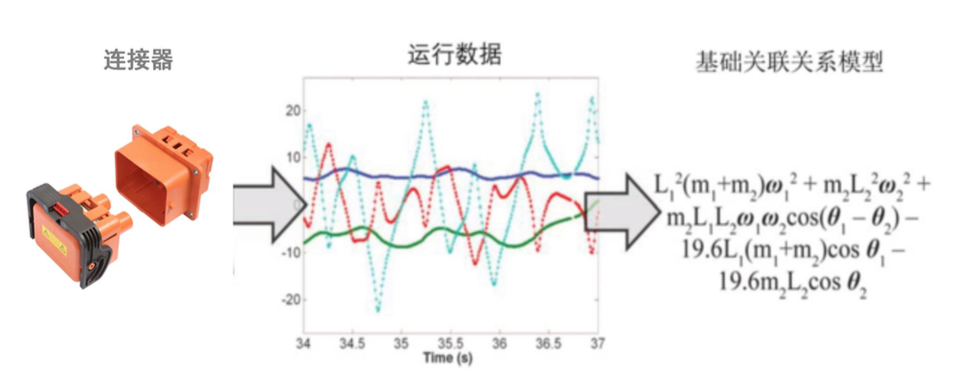 连接器
运行数据
基础关联关系模型
20
10
0
-10
-20
34
34.5
35
35.5
36
36.5
37
Time (s)
L₁²(m₁+m₂)ω₁² + m₂L₂²ω₂² +
m₂L₁L₂ω₁ω₂cos(θ₁ − θ₂) −
19.6L₁(m₁+m₂)cos θ₁ −
19.6m₂L₂cos θ₂